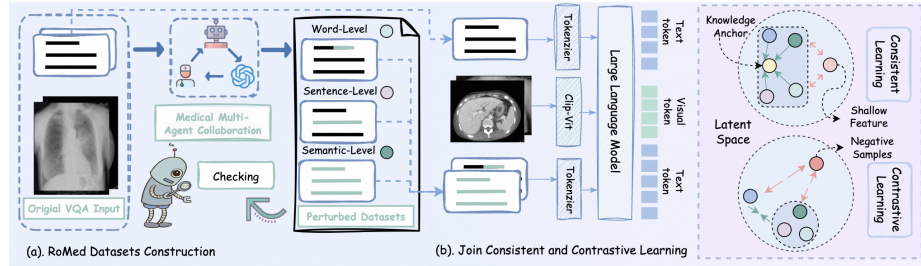 Origial VQA Input
Medical Multi-
Agent Collaboration
Checking
Word-Level
Sentence-Level
Semantic-Level
Perturbed Datasets
(a). RoMed Datasets Construction
Tokenzier
Clip-Vit
Tokenzier
Large Language Model
Text
token
Visual
token
Text
token
(b). Join Consistent and Contrastive Learning
Knowledge
Anchor
Shallow
Feature
Consistent
Learning
Latent
Space
Negative
Samples
Contrastive
Learning